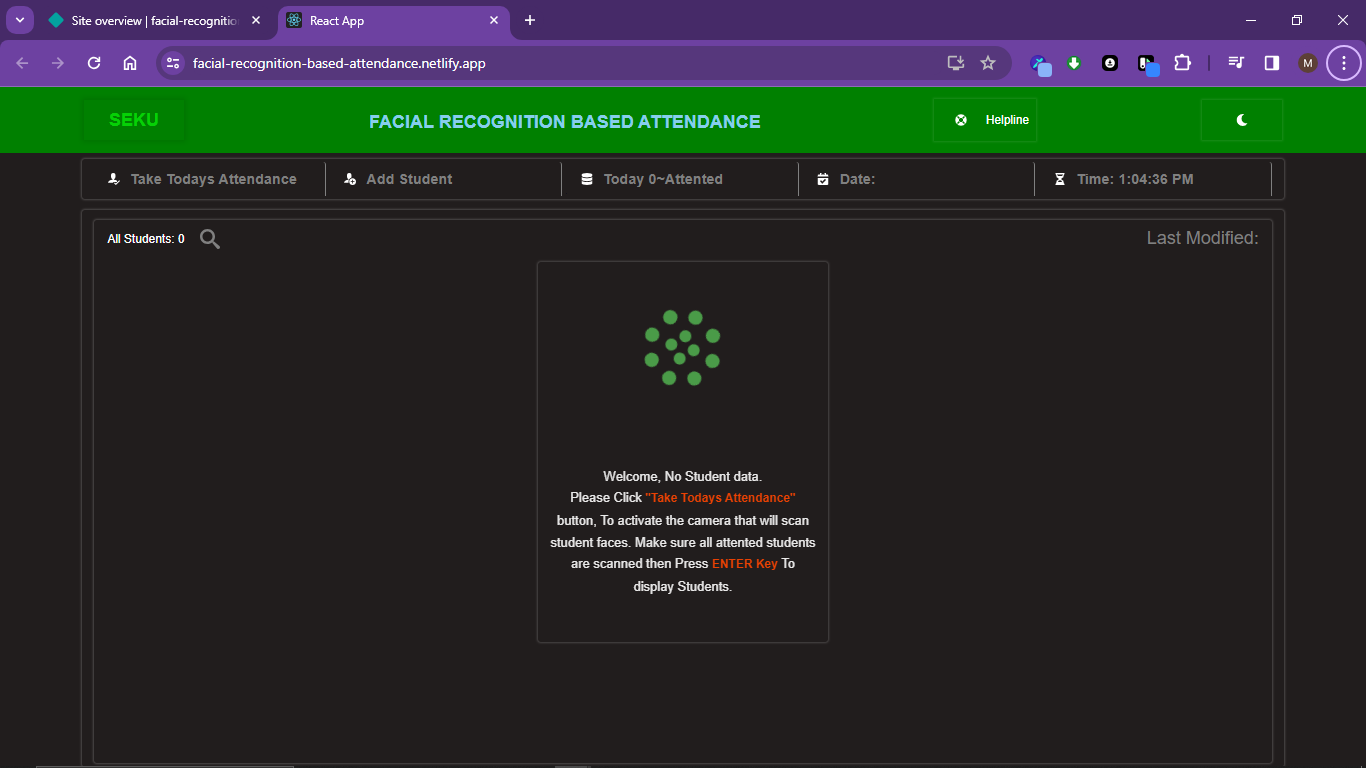 Site overview | facial-recognitio
React App
facial-recognition-based-attendance.netlify.app
M
SEKU
FACIAL RECOGNITION BASED ATTENDANCE
Helpline
Take Todays Attendance
Add Student
Today 0~Attented
Date:
Time: 1:04:36 PM
All Students: 0
Last Modified:
Welcome, No Student data.
Please Click "Take Todays Attendance"
button, To activate the camera that will scan
student faces. Make sure all attented students
are scanned then Press ENTER Key To
display Students.